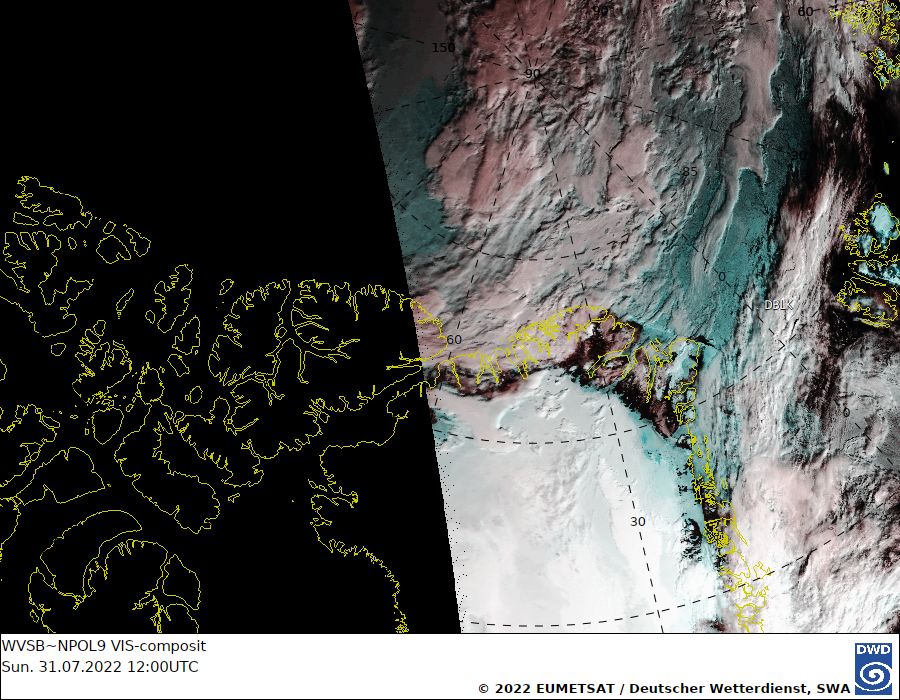 90
60
150
90
85
0
DBLK
60
0
30
WVSB~NPOL9 VIS-composit
Sun. 31.07.2022 12:00UTC
DWD
© 2022 EUMETSAT / Deutscher Wetterdienst, SWA